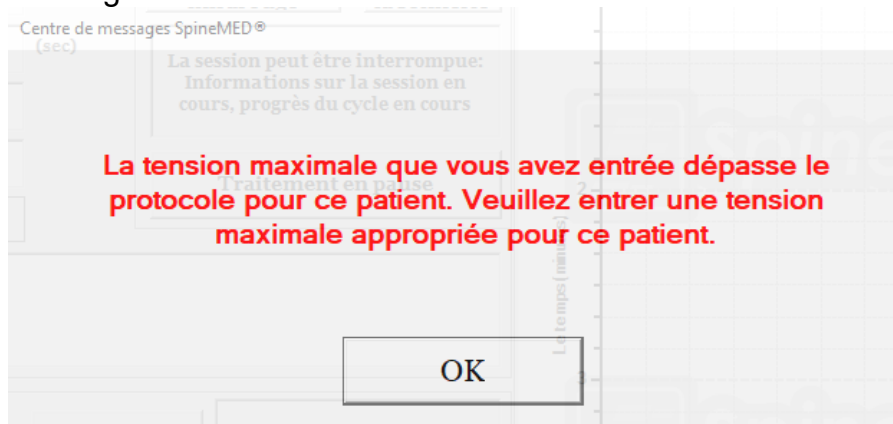 Centre de messages SpineMED®
(sec)
La session peut être interrompue:
Informations sur la session en
cours, progrès du cycle en cours
La tension maximale que vous avez entrée dépasse le
Traitement en pause
protocole pour ce patient. Veuillez entrer une tension
maximale appropriée pour ce patient.
2
Le temps (minutes)
OK
3